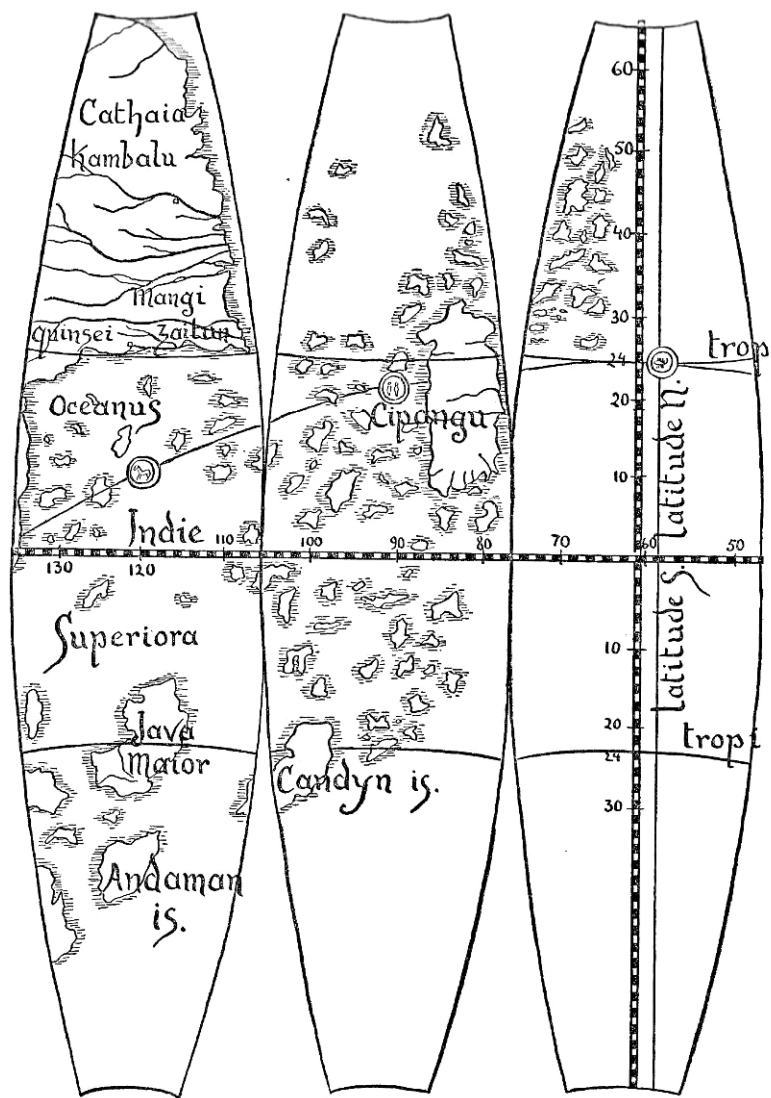 Cathaia
Kambalu
Mangi
quinsei zaitun
Oceanus
Indie
110
130 120
Superiora
Java
Maior
Andaman
is.
Cipangu
100 90 80
Candyn is.
60
50
40
30
24
20
10
trop
latitude N.
70 60 50
latitude S.
10
20
tropi
24
30